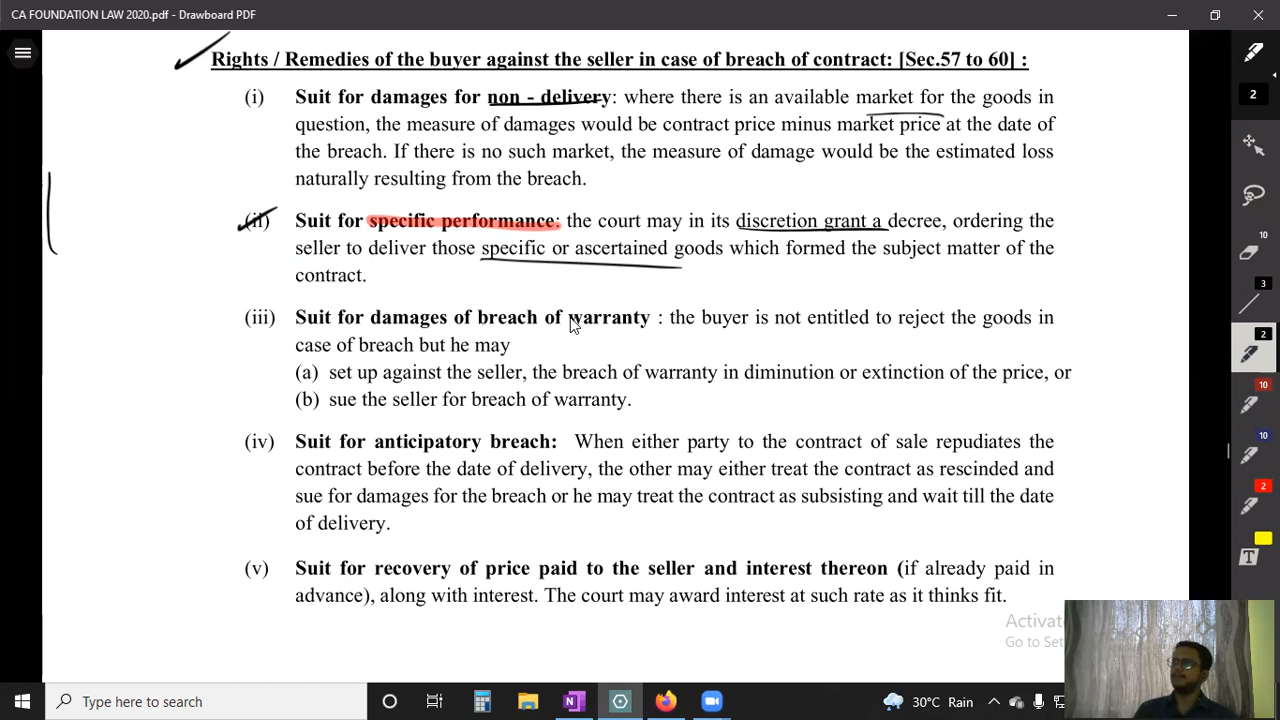 CA FOUNDATION LAW 2020.pdf - Drawboard PDF
Rights / Remedies of the buyer against the seller in case of breach of contract: [Sec.57 to 60] :
(i) Suit for damages for non - delivery: where there is an available market for the goods in
question, the measure of damages would be contract price minus market price at the date of
the breach. If there is no such market, the measure of damage would be the estimated loss
naturally resulting from the breach.
(ii) Suit for specific performance: the court may in its discretion grant a decree, ordering the
seller to deliver those specific or ascertained goods which formed the subject matter of the
contract.
(iii) Suit for damages of breach of warranty : the buyer is not entitled to reject the goods in
case of breach but he may
(a) set up against the seller, the breach of warranty in diminution or extinction of the price, or
(b) sue the seller for breach of warranty.
(iv) Suit for anticipatory breach: When either party to the contract of sale repudiates the
contract before the date of delivery, the other may either treat the contract as rescinded and
sue for damages for the breach or he may treat the contract as subsisting and wait till the date
of delivery.
(v) Suit for recovery of price paid to the seller and interest thereon (if already paid in
advance), along with interest. The court may award interest at such rate as it thinks fit.
2
10
3
2
10
10
2
T
Activat
Go to Set
Type here to search
30°C Rain